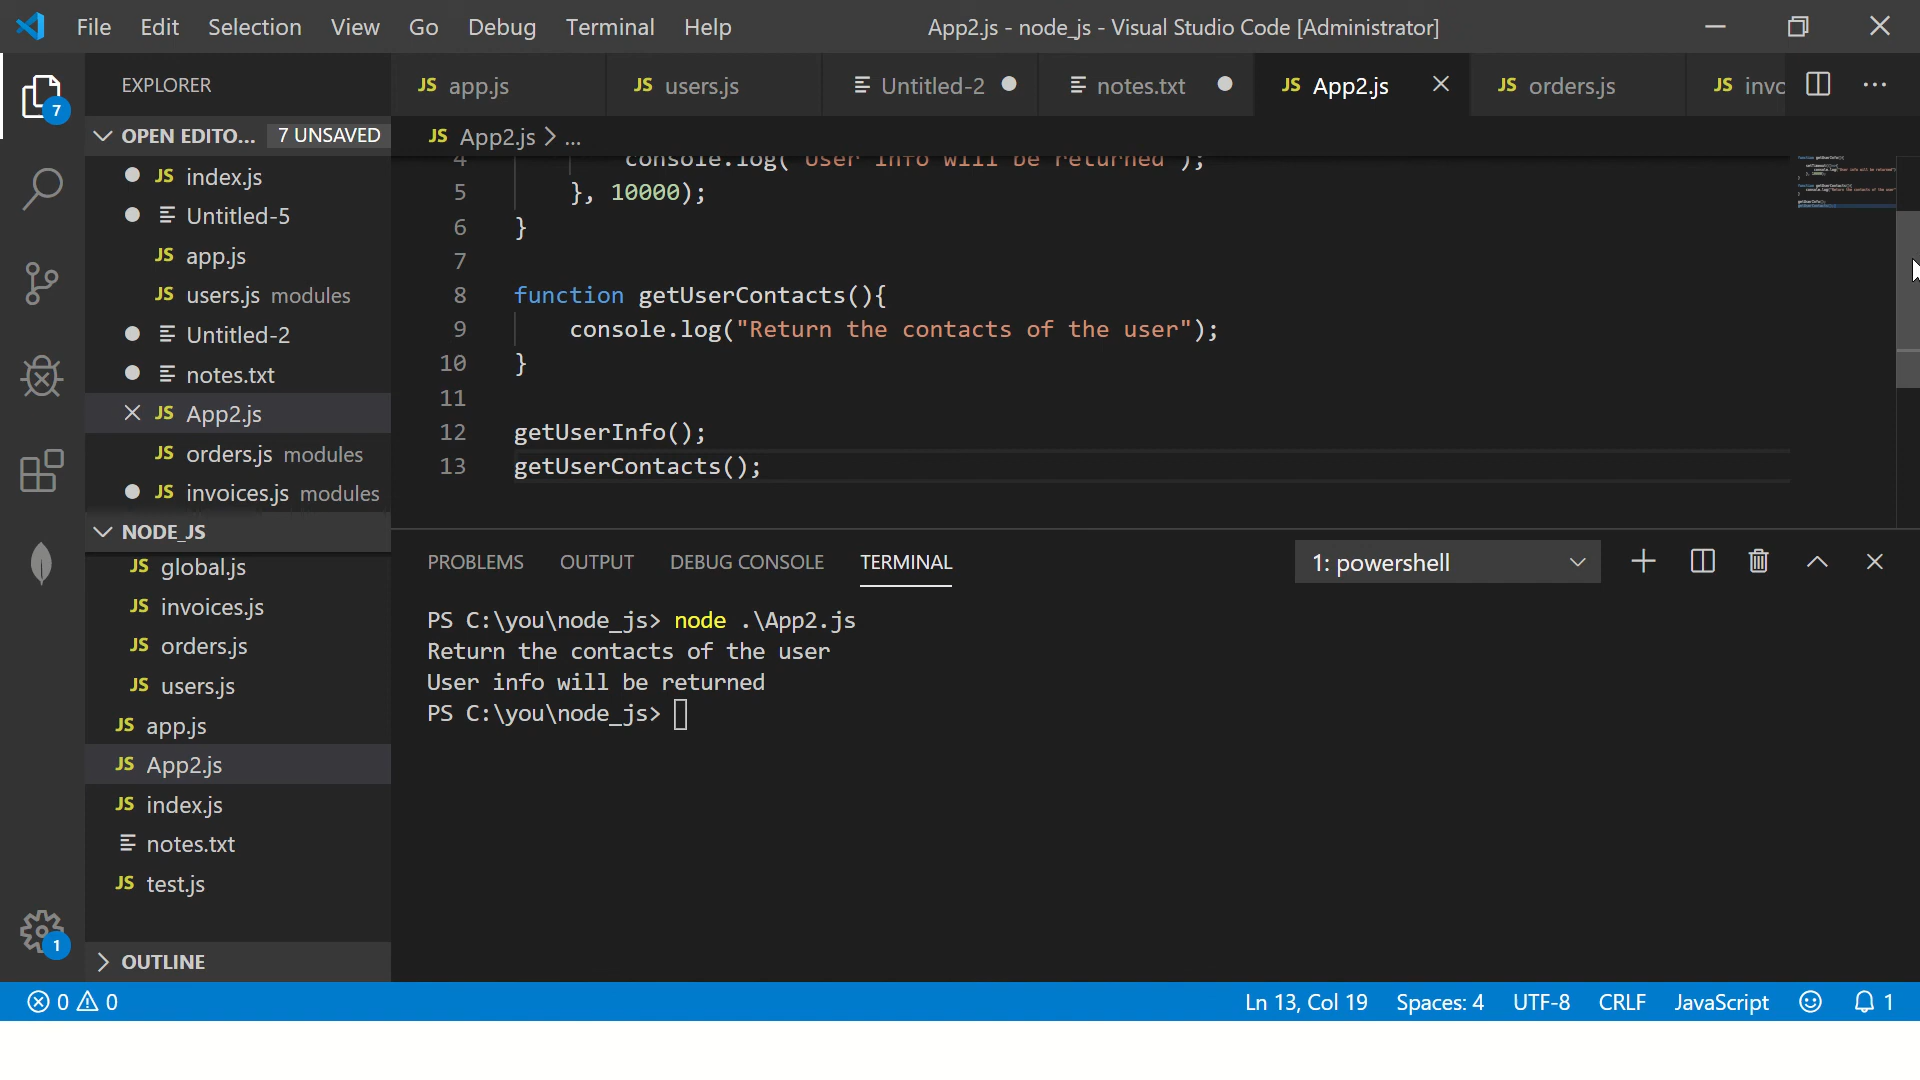 File Edit Selection View Go Debug Terminal Help
App2.js - node_js - Visual Studio Code [Administrator]
EXPLORER
JS app.js
JS users.js
Untitled-2
notes.txt
JS App2.js
JS orders.js
JS invo
OPEN EDITO... 7 UNSAVED
JS index.js
Untitled-5
JS app.js
JS users.js modules
Untitled-2
notes.txt
JS App2.js
JS orders.js modules
JS invoices.js modules
NODE_JS
JS global.js
JS invoices.js
JS orders.js
JS users.js
JS app.js
JS App2.js
JS index.js
notes.txt
JS test.js
OUTLINE
7
1
JS App2.js > ...
4 console.log("User info will be returned");
5 }, 10000);
6 }
7
8 function getUserContacts(){
9 console.log("Return the contacts of the user");
10 }
11
12 getUserInfo();
13 getUserContacts();
PROBLEMS OUTPUT DEBUG CONSOLE TERMINAL
1: powershell
PS C:\you\node_js> node .\App2.js
Return the contacts of the user
User info will be returned
PS C:\you\node_js>
0 0
Ln 13, Col 19 Spaces: 4 UTF-8 CRLF JavaScript 1